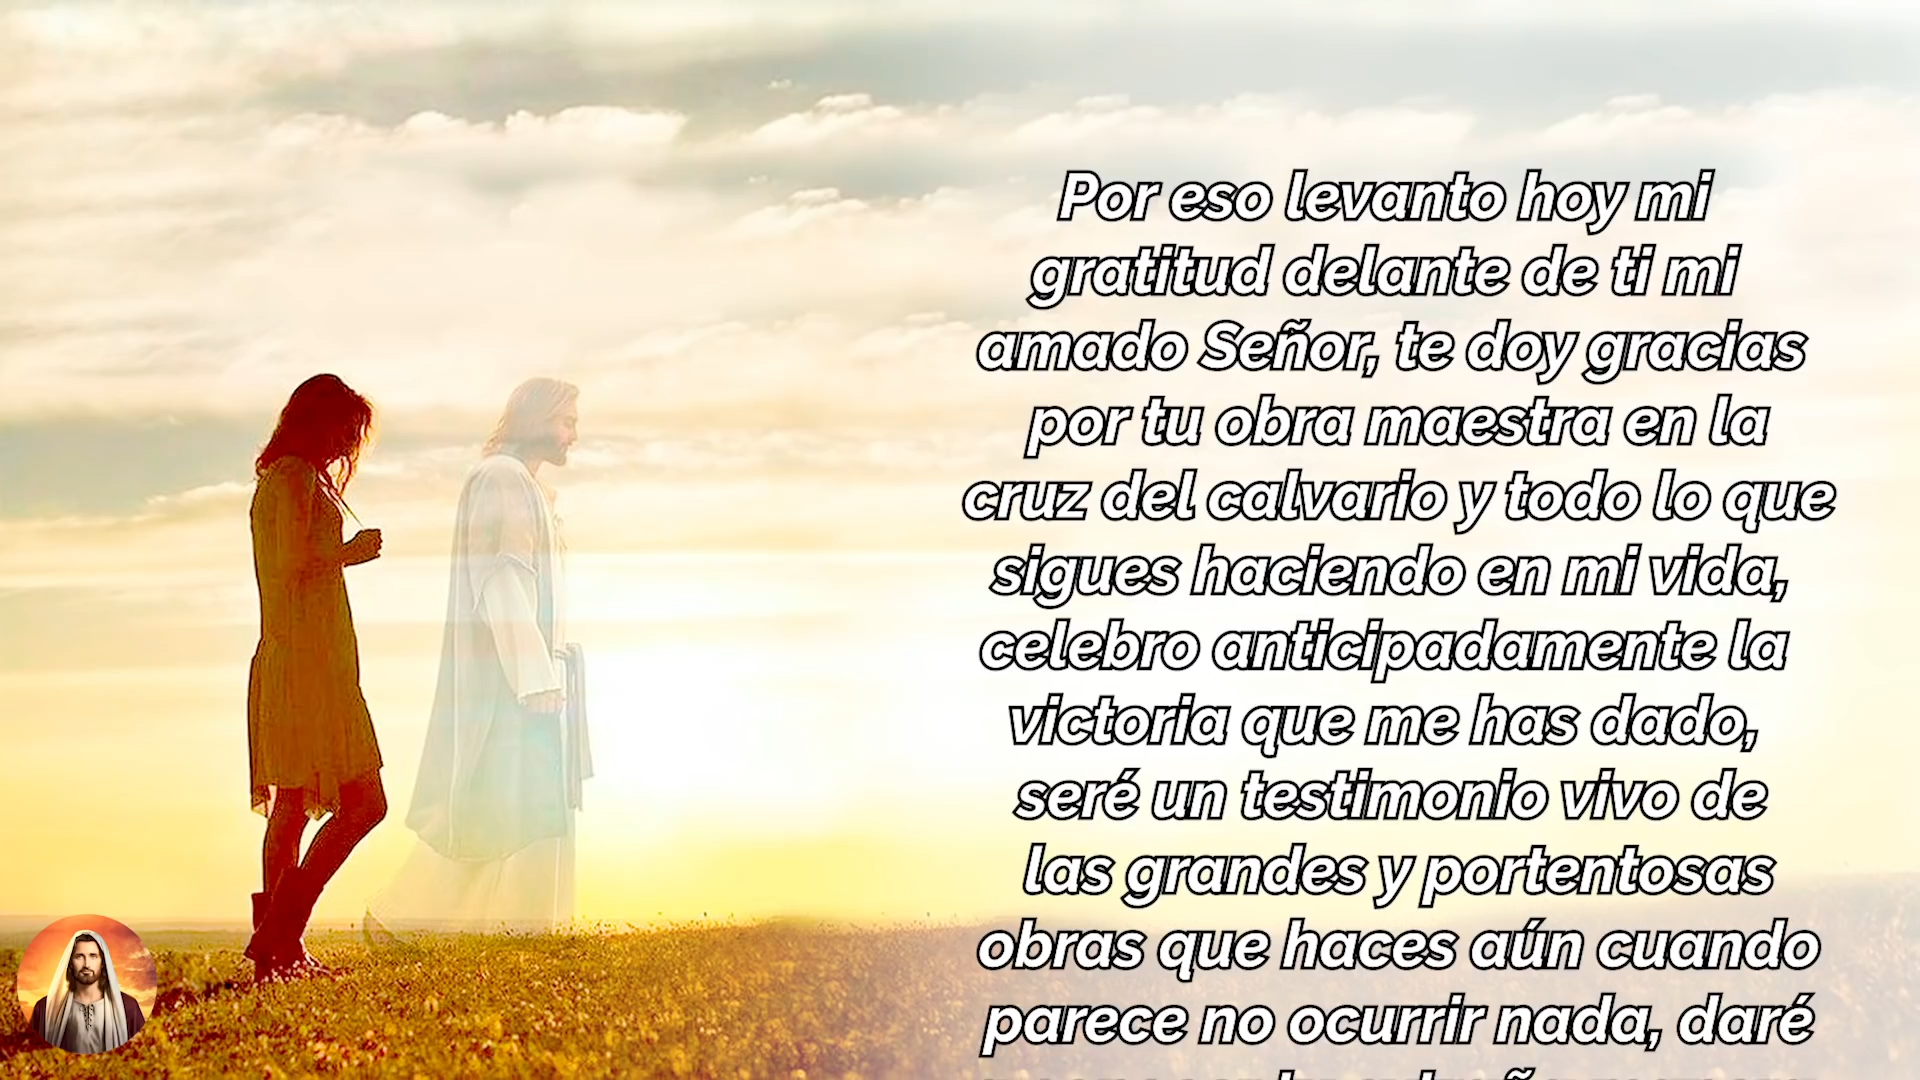 Por eso levanto hoy mi
gratitud delante de ti mi
amado Señor, te doy gracias
por tu obra maestra en la
cruz del calvario y todo lo que
sigues haciendo en mi vida,
celebro anticipadamente la
victoria que me has dado,
seré un testimonio vivo de
las grandes y portentosas
obras que haces aún cuando
parece no ocurrir nada, daré